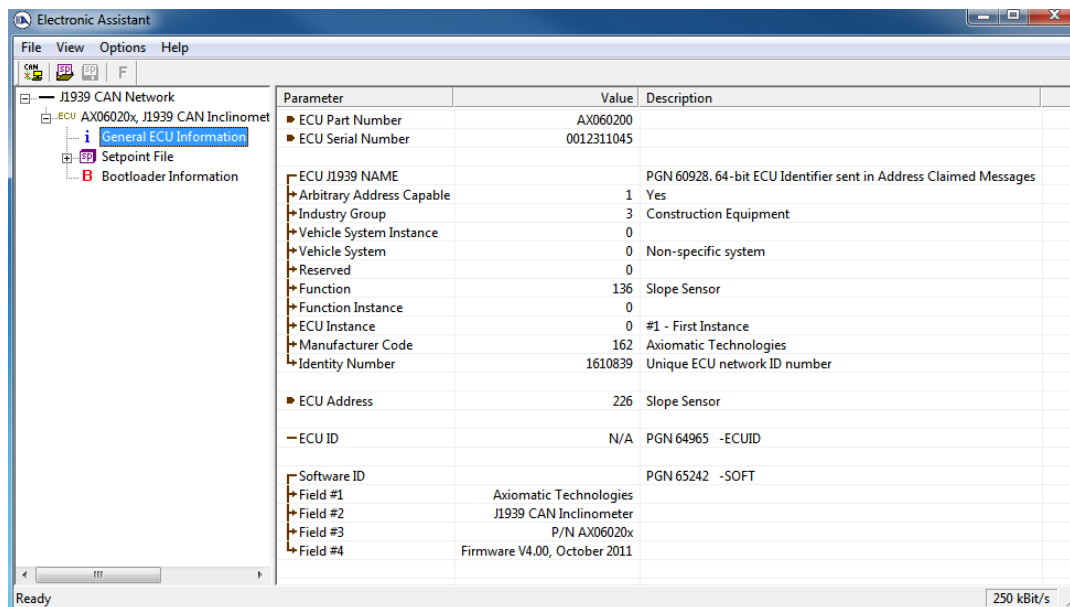 Electronic Assistant
File View Options Help
CAN SP SP F
J1939 CAN Network
ECU AX06020x, J1939 CAN Inclinomet
i General ECU Information
SP Setpoint File
B Bootloader Information
Parameter Value Description
ECU Part Number AX060200
ECU Serial Number 0012311045
ECU J1939 NAME PGN 60928. 64-bit ECU Identifier sent in Address Claimed Messages
Arbitrary Address Capable 1 Yes
Industry Group 3 Construction Equipment
Vehicle System Instance 0
Vehicle System 0 Non-specific system
Reserved 0
Function 136 Slope Sensor
Function Instance 0
ECU Instance 0 #1 - First Instance
Manufacturer Code 162 Axiomatic Technologies
Identity Number 1610839 Unique ECU network ID number
ECU Address 226 Slope Sensor
ECU ID N/A PGN 64965 -ECUID
Software ID PGN 65242 -SOFT
Field #1 Axiomatic Technologies
Field #2 J1939 CAN Inclinometer
Field #3 P/N AX06020x
Field #4 Firmware V4.00, October 2011
Ready 250 kBit/s